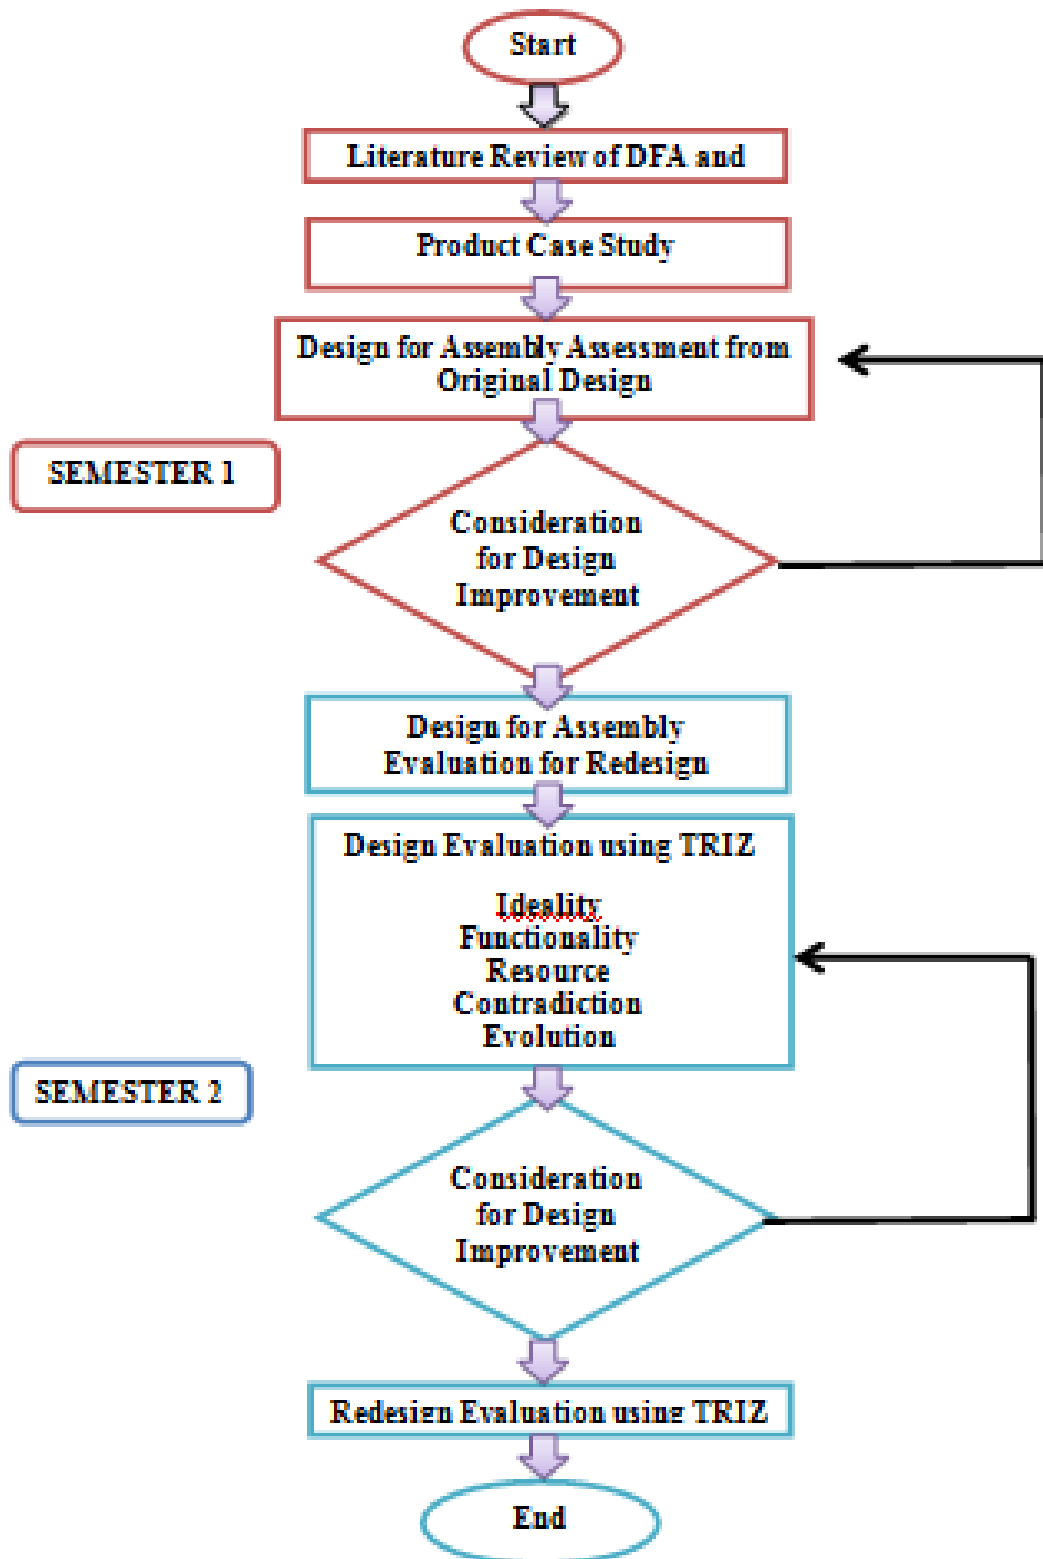 Start
Literature Review of DFA and
Product Case Study
Design for Assembly Assessment from
Original Design
SEMESTER 1
Consideration
for Design
Improvement
Design for Assembly
Evaluation for Redesign
Design Evaluation using TRIZ
Ideality
Functionality
Resource
Contradiction
Evolution
SEMESTER 2
Consideration
for Design
Improvement
Redesign Evaluation using TRIZ
End